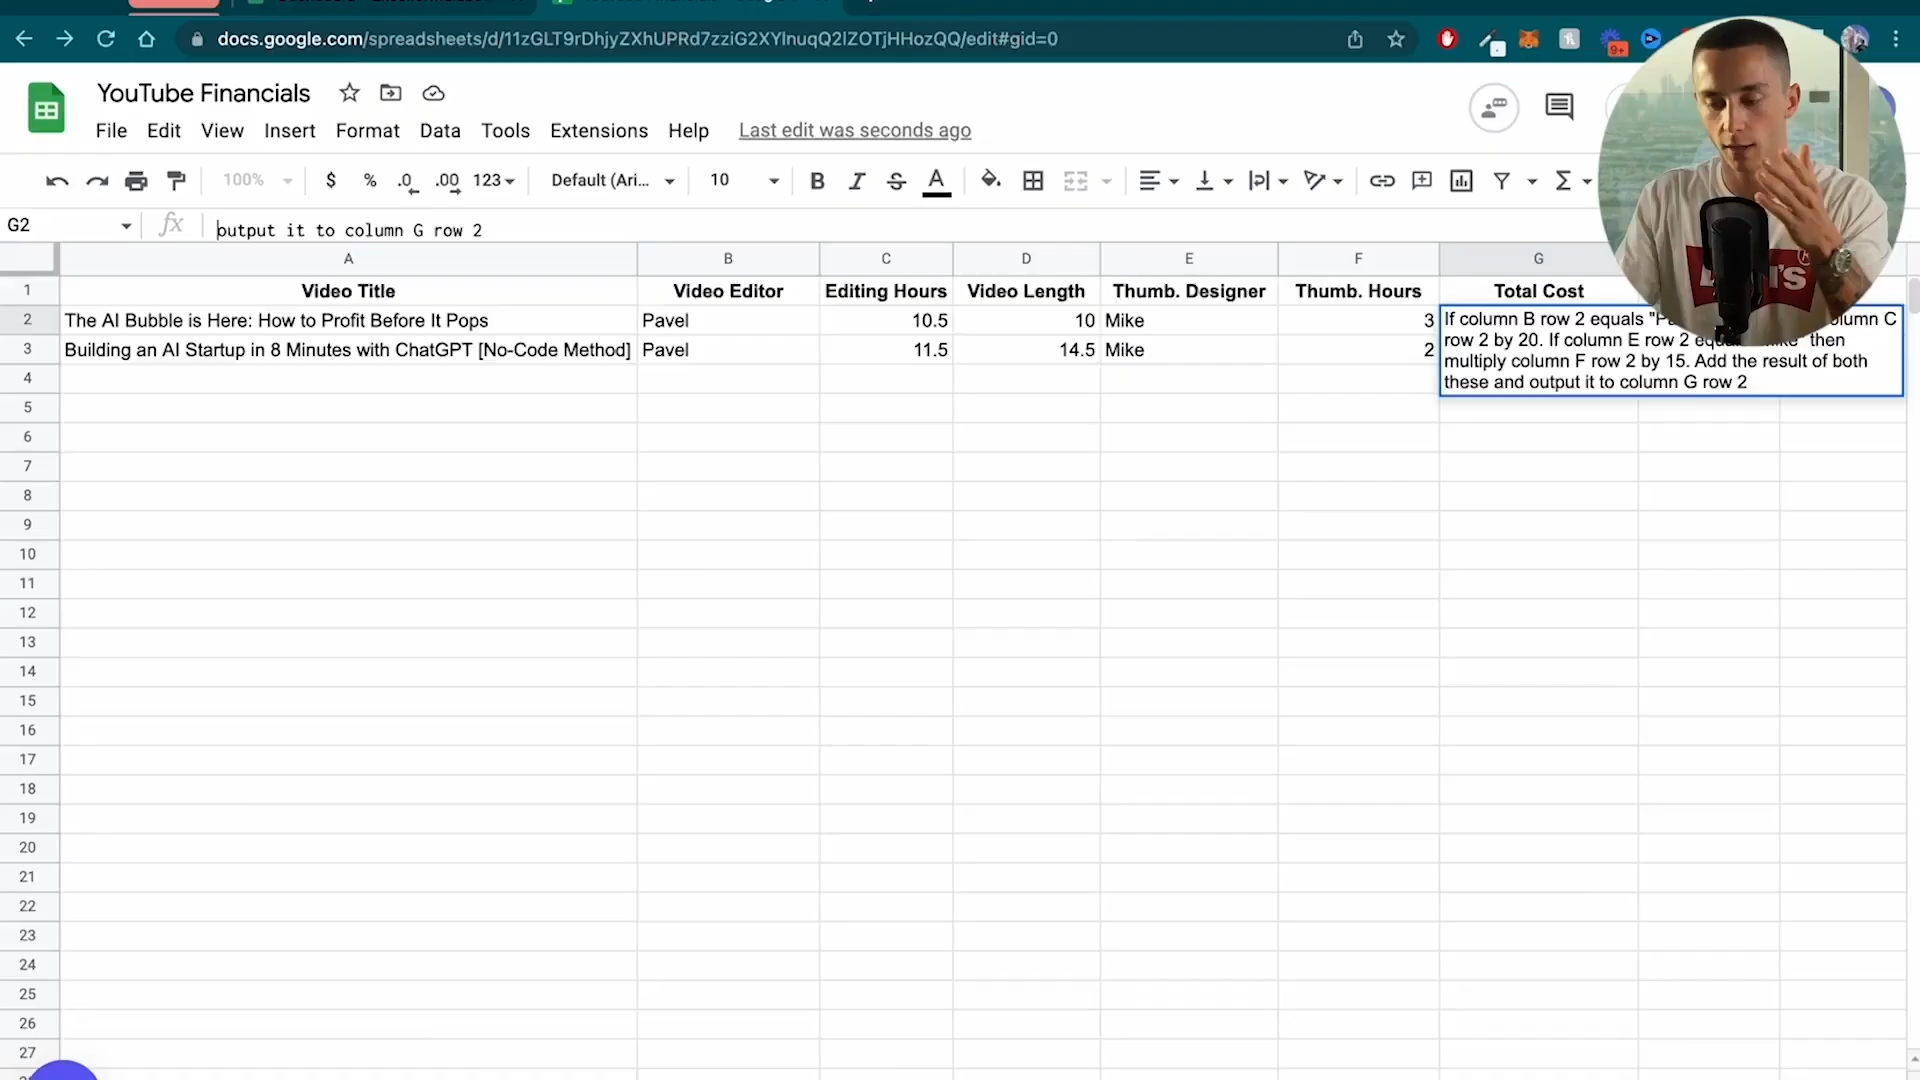 docs.google.com/spreadsheets/d/11zGLT9rDhjyZXhUPRd7zziG2XYlnuqQ2lZOTjHHozQQ/edit#gid=0
9+
YouTube Financials
File Edit View Insert Format Data Tools Extensions Help Last edit was seconds ago
100% $ % .0 .00 123 Default (Ari... 10 B I S A
G2 fx output it to column G row 2
A B C D E F G
1 Video Title Video Editor Editing Hours Video Length Thumb. Designer Thumb. Hours Total Cost
2 The AI Bubble is Here: How to Profit Before It Pops Pavel 10.5 10 Mike 3
3 Building an AI Startup in 8 Minutes with ChatGPT [No-Code Method] Pavel 11.5 14.5 Mike 2
If column B row 2 equals C
row 2 by 20. If column E row 2 then
multiply column F row 2 by 15. Add the result of both
these and output it to column G row 2
4
5
6
7
8
9
10
11
12
13
14
15
16
17
18
19
20
21
22
23
24
25
26
27